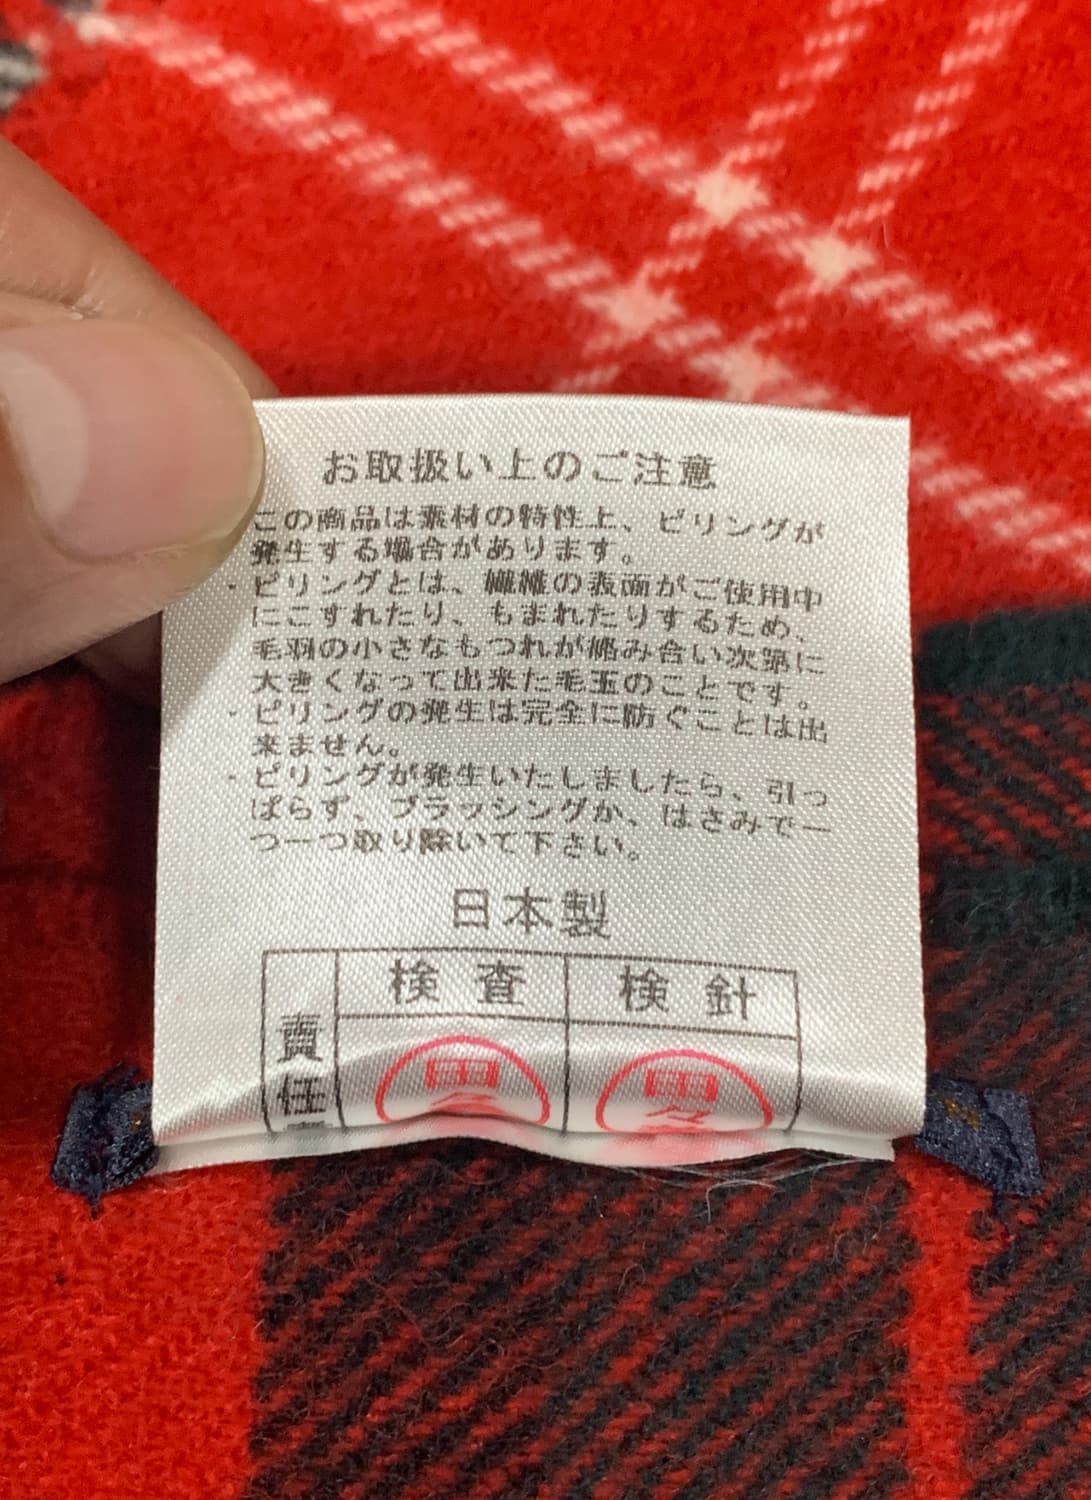 お取扱い上のご注意
この商品は素材の特性上、ピリングが
発生する場合があります。
・ピリングとは、繊維の表面がご使用中
にこすれたり、もまれたりするため、
毛羽の小さなもつれが絡み合い次第に
大きくなって出来た毛玉のことです。
・ピリングの発生は完全に防ぐことは出
来ません。
・ピリングが発生いたしましたら、引っ
ぱらず、ブラッシングか、はさみで一
つ一つ取り除いて下さい。
日本製
検査 検針
責任